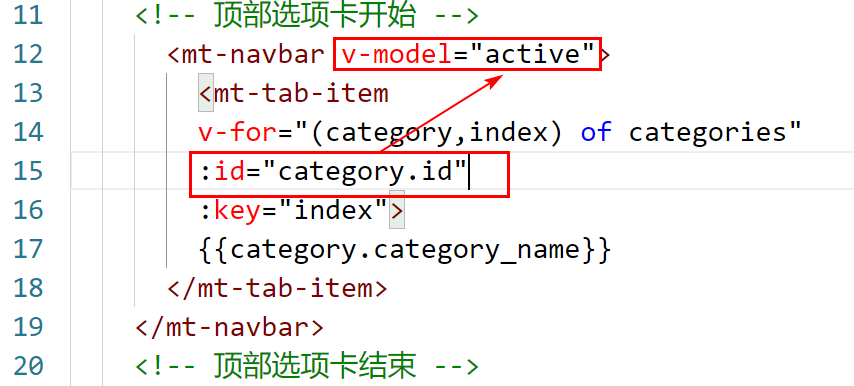 11 <!-- 顶部选项卡开始 -->
12 <mt-navbar v-model="active">
13 <mt-tab-item
14 v-for="(category,index) of categories"
15 :id="category.id"
16 :key="index">
17 {{category.category_name}}
18 </mt-tab-item>
19 </mt-navbar>
20 <!-- 顶部选项卡结束 -->